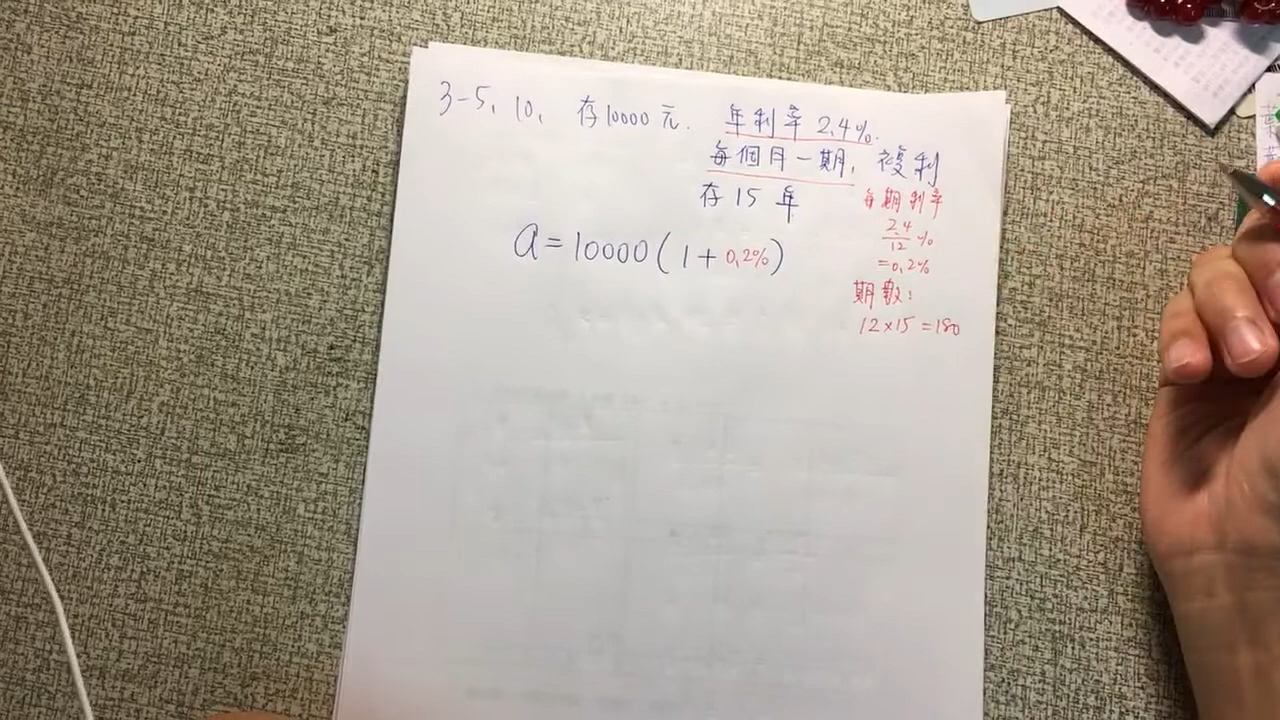 3-5, 10, 存10000元. 年利率2.4%.
每個月一期, 複利
存15年
每期利率
2.4/12 %
=0.2%
a=10000(1+0.2%)
期數:
12×15=180